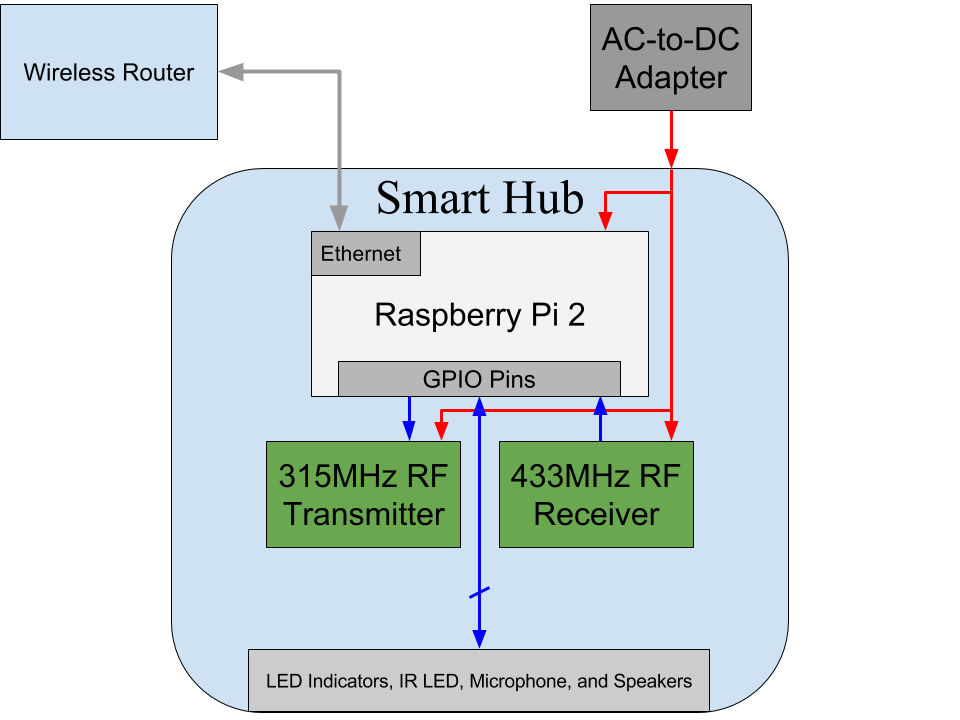 Wireless Router
AC-to-DC
Adapter
Smart Hub
Ethernet
Raspberry Pi 2
GPIO Pins
315MHz RF
Transmitter
433MHz RF
Receiver
LED Indicators, IR LED, Microphone, and Speakers